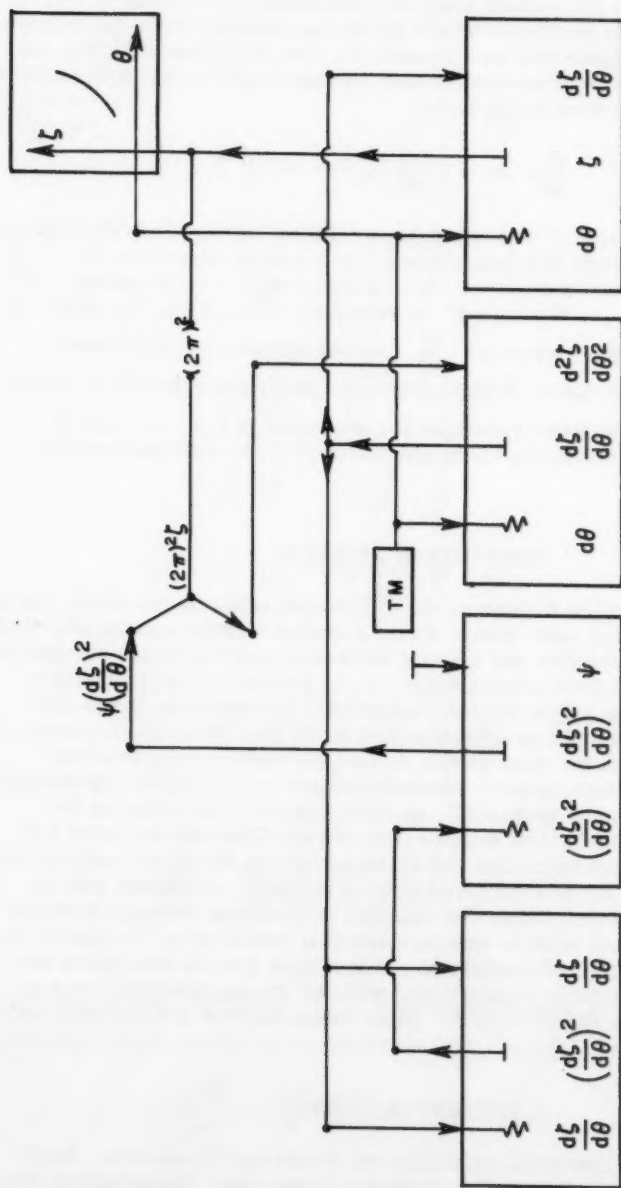 ζ
θ
(2π)²
(2π)²ζ
ψ(dζ/dθ)²
TM
dζ/dθ
(dζ/dθ)²
dζ/dθ
(dζ/dθ)²
(dζ/dθ)²
ψ
dθ
dζ/dθ
d²ζ/dθ2
dθ
ζ
dζ/dθ